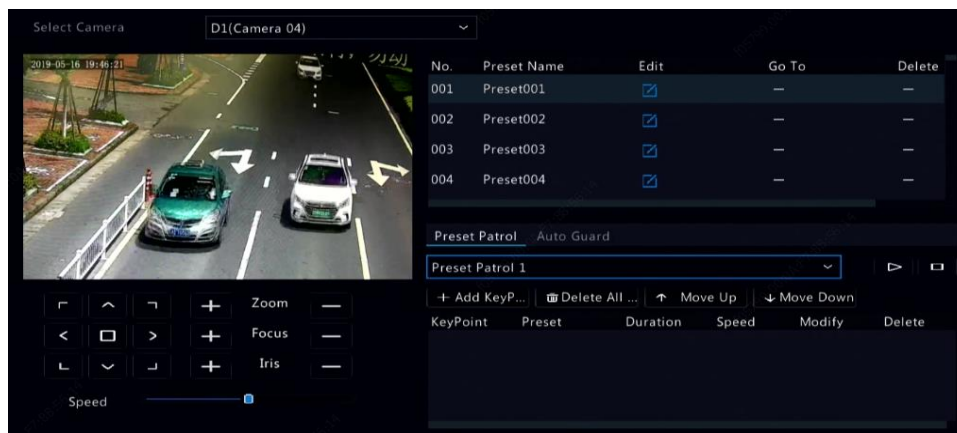 Select Camera
D1(Camera 04)
2019-05-16 19:46:21
No. Preset Name Edit Go To Delete
001 Preset001
002 Preset002
003 Preset003
004 Preset004
Preset Patrol Auto Guard
Preset Patrol 1
Add KeyP... Delete All ... Move Up Move Down
KeyPoint Preset Duration Speed Modify Delete
Zoom
Focus
Iris
Speed